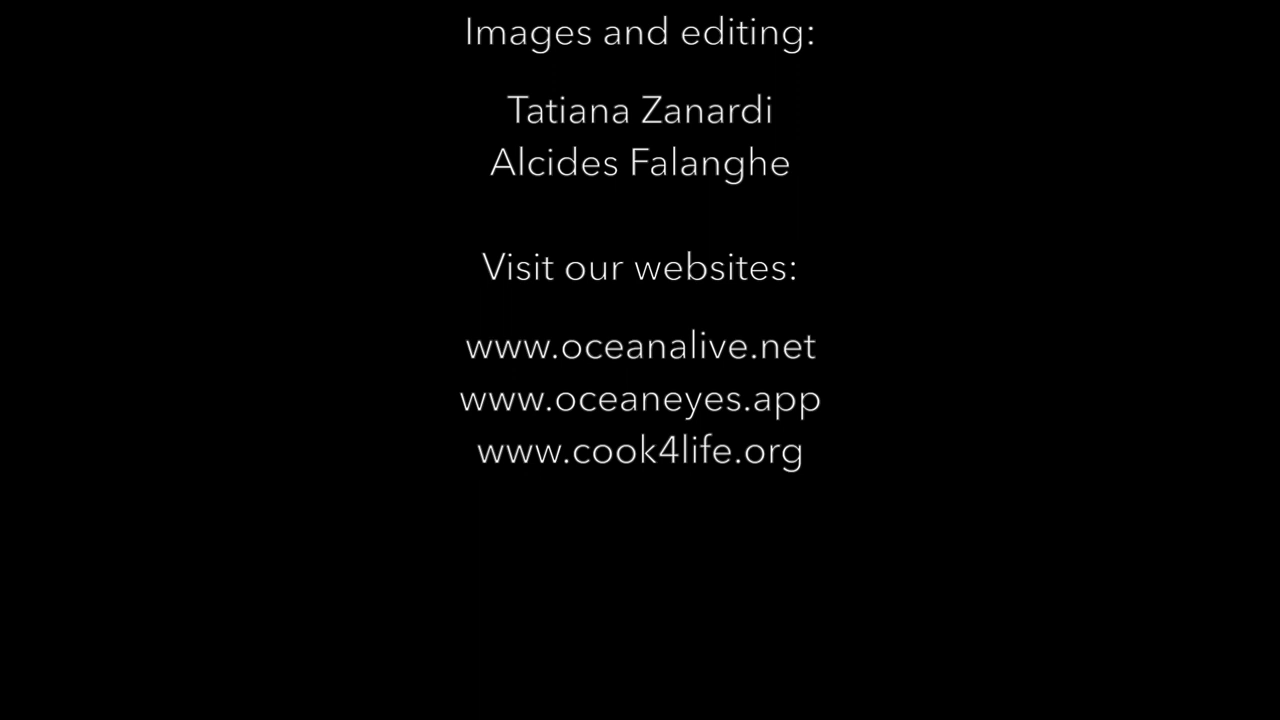 Images and editing:
Tatiana Zanardi
Alcides Falanghe
Visit our websites:
www.oceanalive.net
www.oceaneyes.app
www.cook4life.org